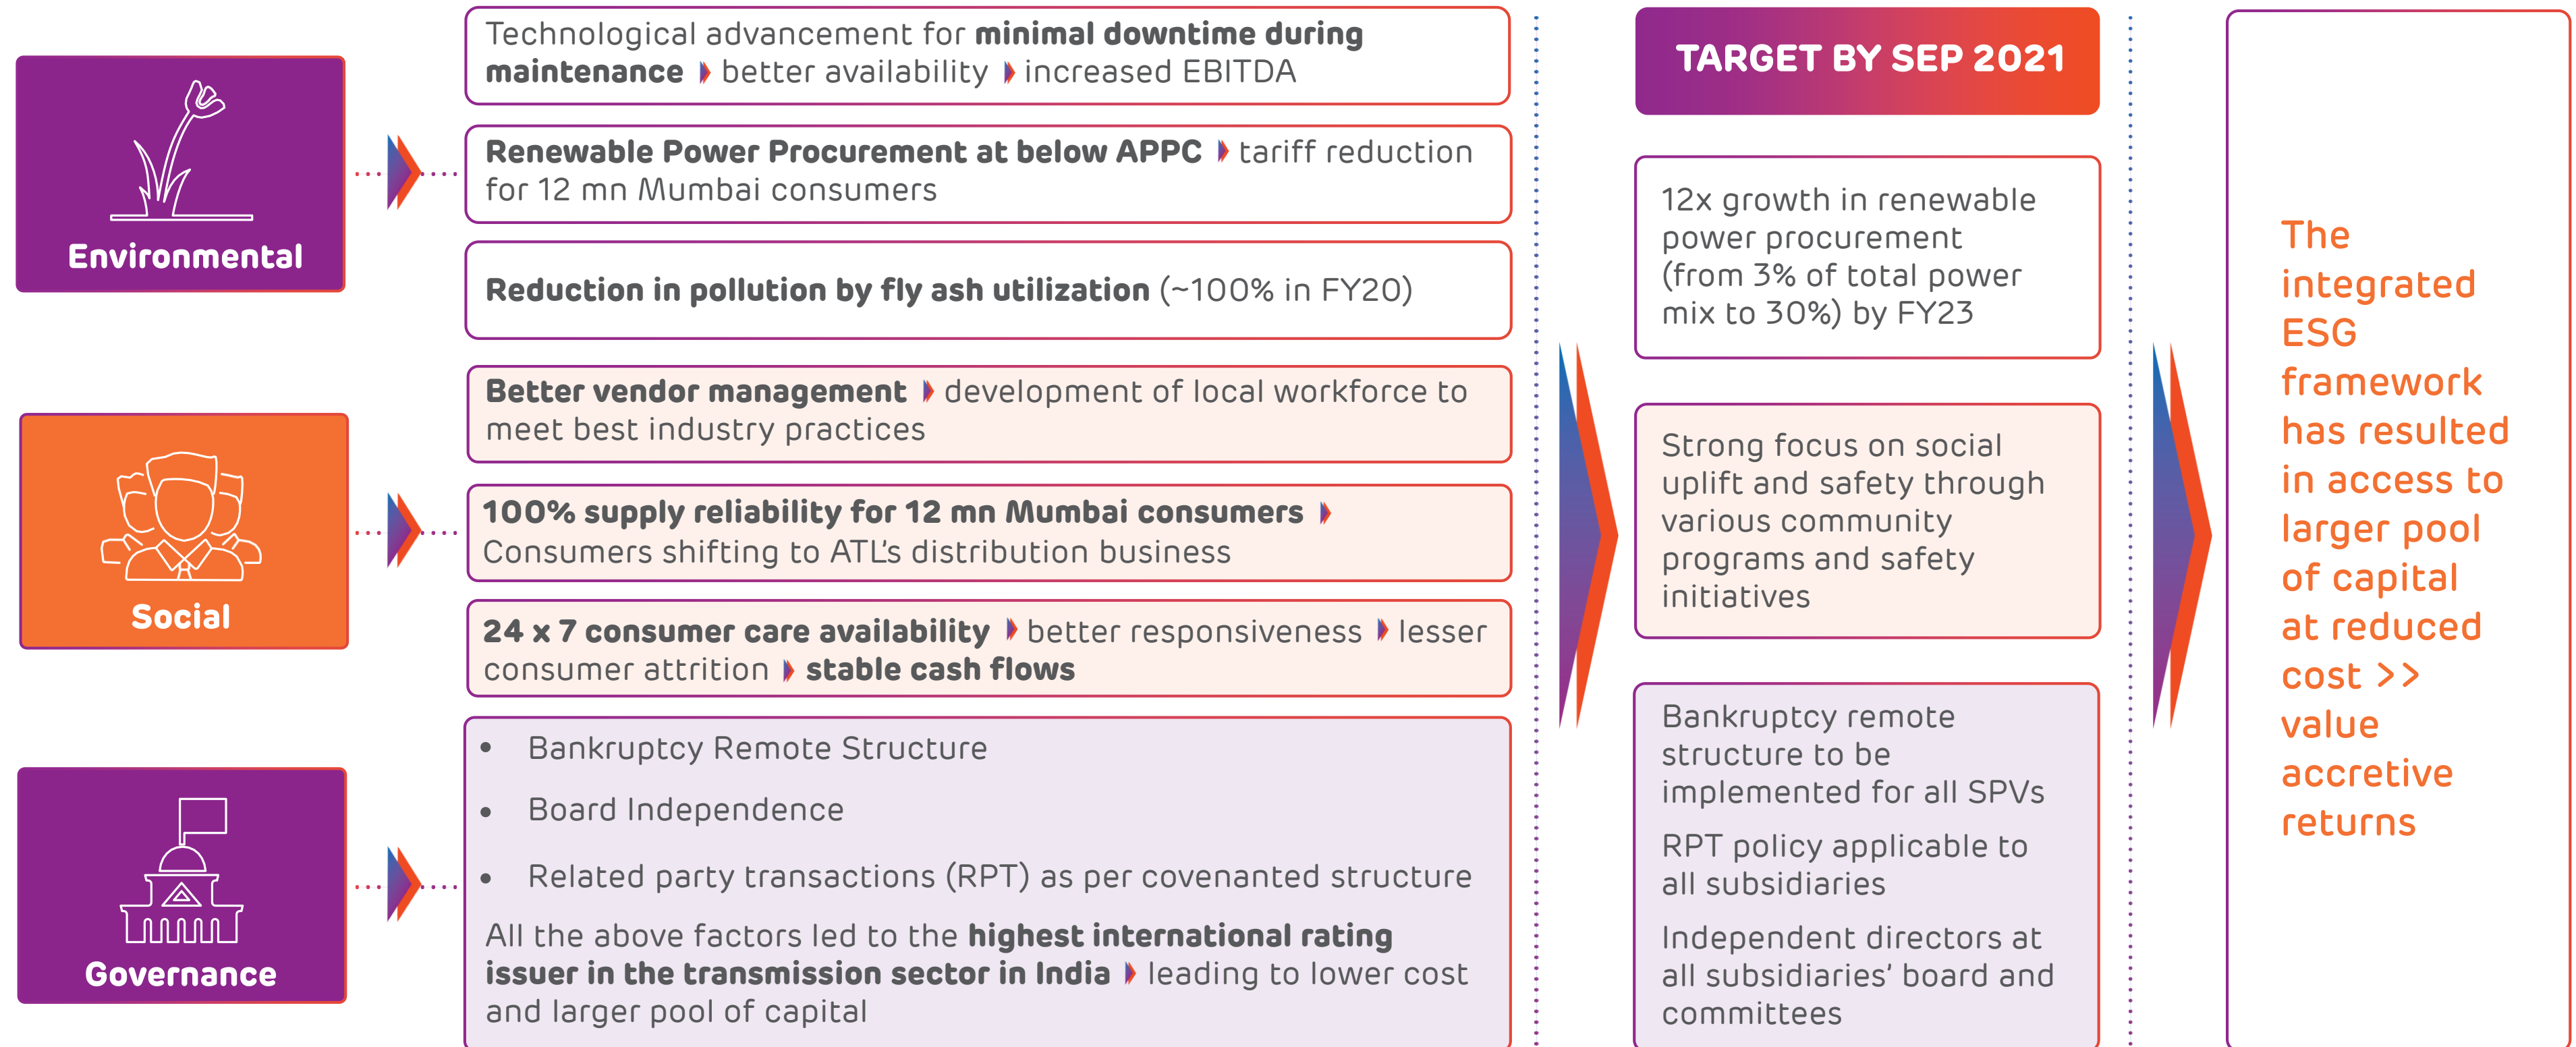 Environmental
Technological advancement for minimal downtime during
maintenance better availability increased EBITDA
Renewable Power Procurement at below APPC tariff reduction
for 12 mn Mumbai consumers
Reduction in pollution by fly ash utilization (~100% in FY20)
Social
Better vendor management development of local workforce to
meet best industry practices
100% supply reliability for 12 mn Mumbai consumers
Consumers shifting to ATL's distribution business
24 x 7 consumer care availability better responsiveness lesser
consumer attrition stable cash flows
Governance
• Bankruptcy Remote Structure
• Board Independence
• Related party transactions (RPT) as per covenanted structure
All the above factors led to the highest international rating
issuer in the transmission sector in India leading to lower cost
and larger pool of capital
TARGET BY SEP 2021
12x growth in renewable
power procurement
(from 3% of total power
mix to 30%) by FY23
Strong focus on social
uplift and safety through
various community
programs and safety
initiatives
Bankruptcy remote
structure to be
implemented for all SPVs
RPT policy applicable to
all subsidiaries
Independent directors at
all subsidiaries' board and
committees
The
integrated
ESG
framework
has resulted
in access to
larger pool
of capital
at reduced
cost >>
value
accretive
returns